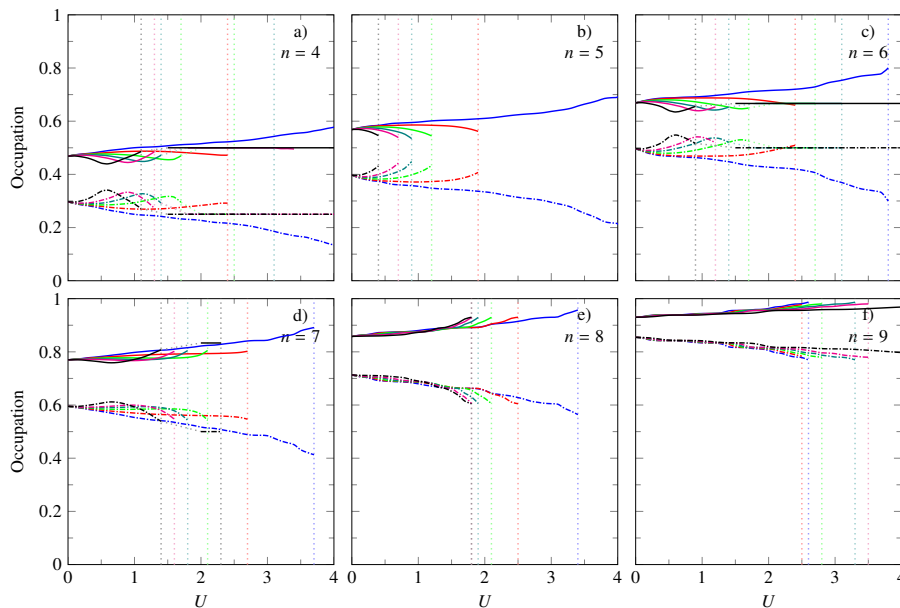 a)
b)
c)
n = 4
n = 5
n = 6
1
0.8
0.6
0.4
0.2
0
Occupation
d)
e)
f)
n = 7
n = 8
n = 9
1
0.8
0.6
0.4
0.2
0
Occupation
0 1 2 3 4 0 1 2 3 4 0 1 2 3 4
U U U